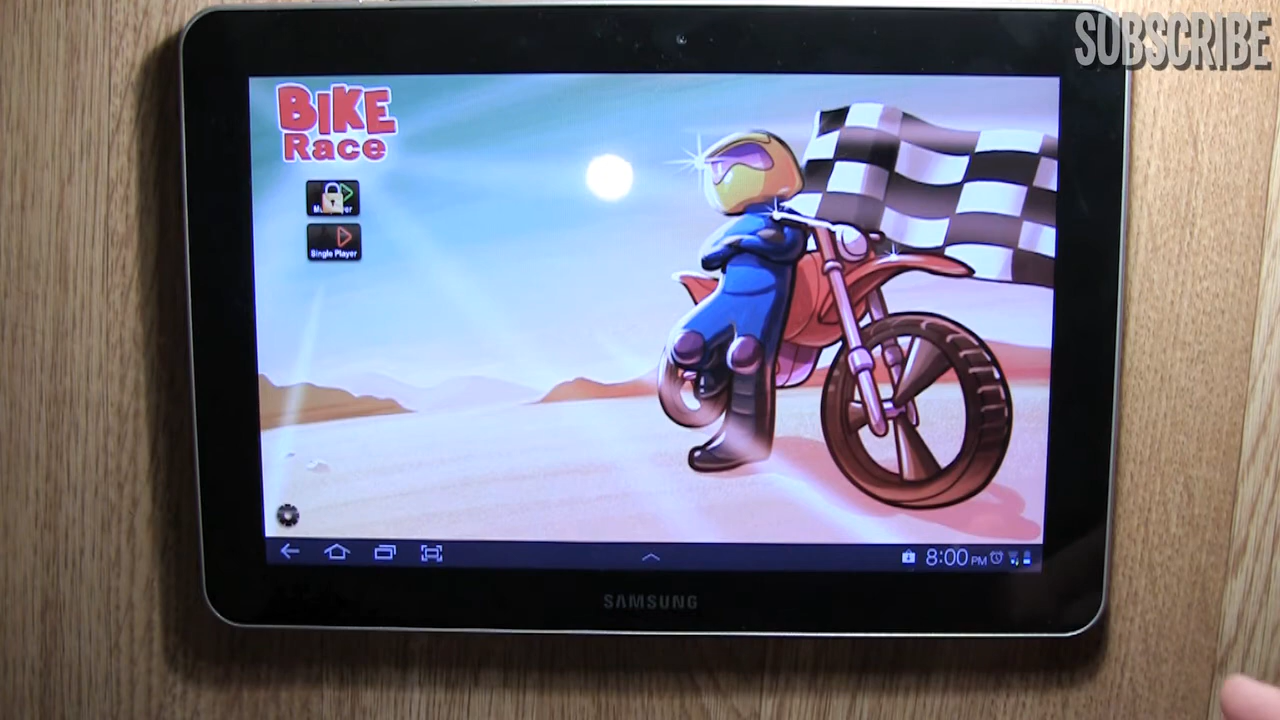 SUBSCRIBE
BIKE
Race
Single Player
8:00 PM
SAMSUNG